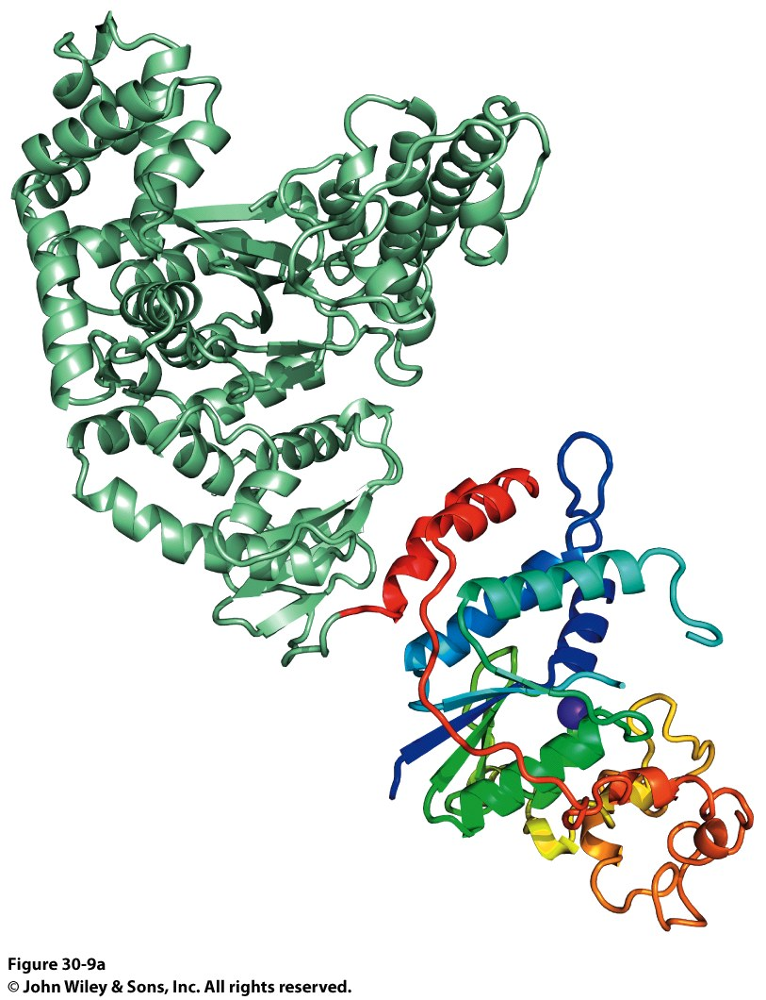 Figure 30-9a
© John Wiley & Sons, Inc. All rights reserved.